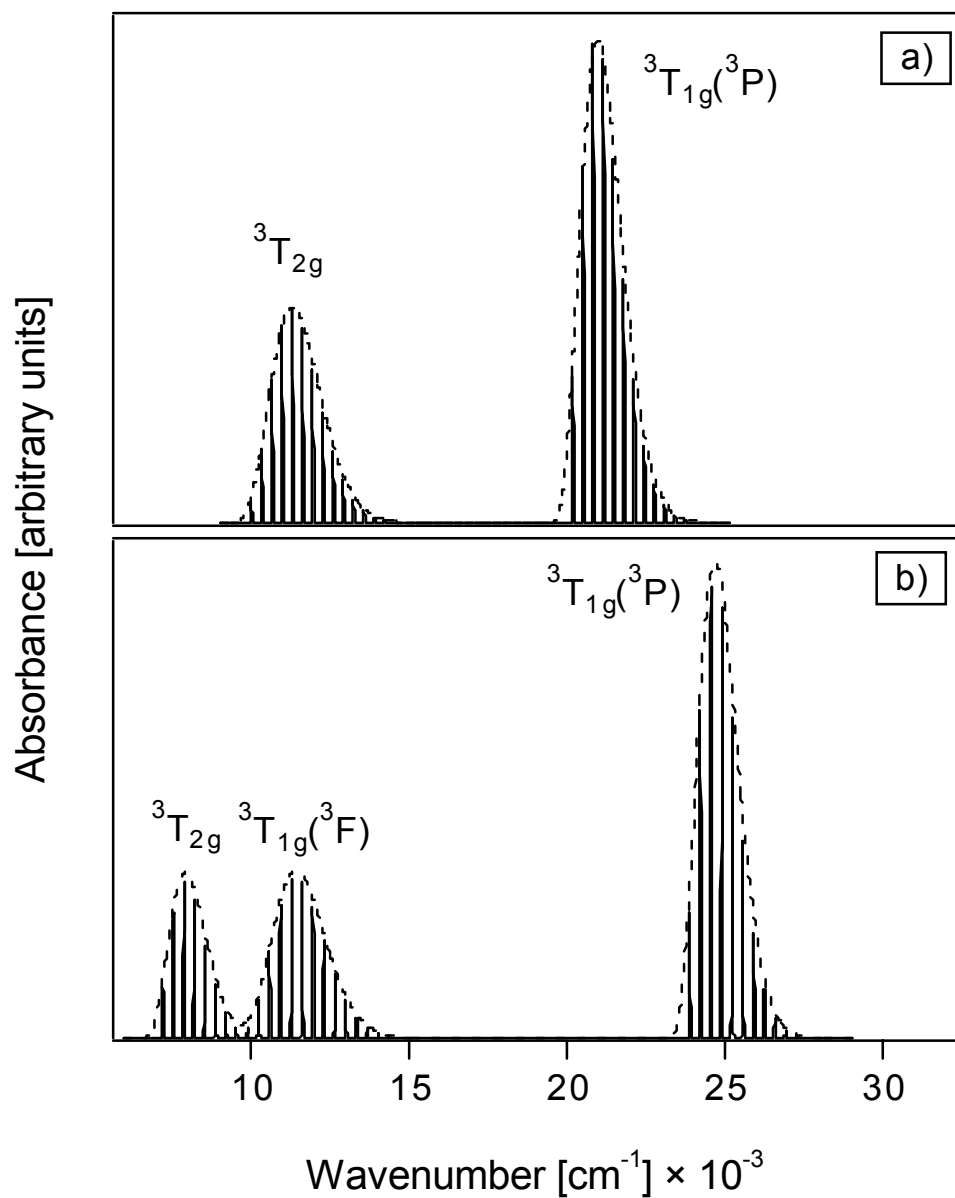 a)
³T₁g(³P)
³T₂g
b)
³T₁g(³P)
³T₂g ³T₁g(³F)
Absorbance [arbitrary units]
10 15 20 25 30
Wavenumber [cm⁻¹] × 10⁻³